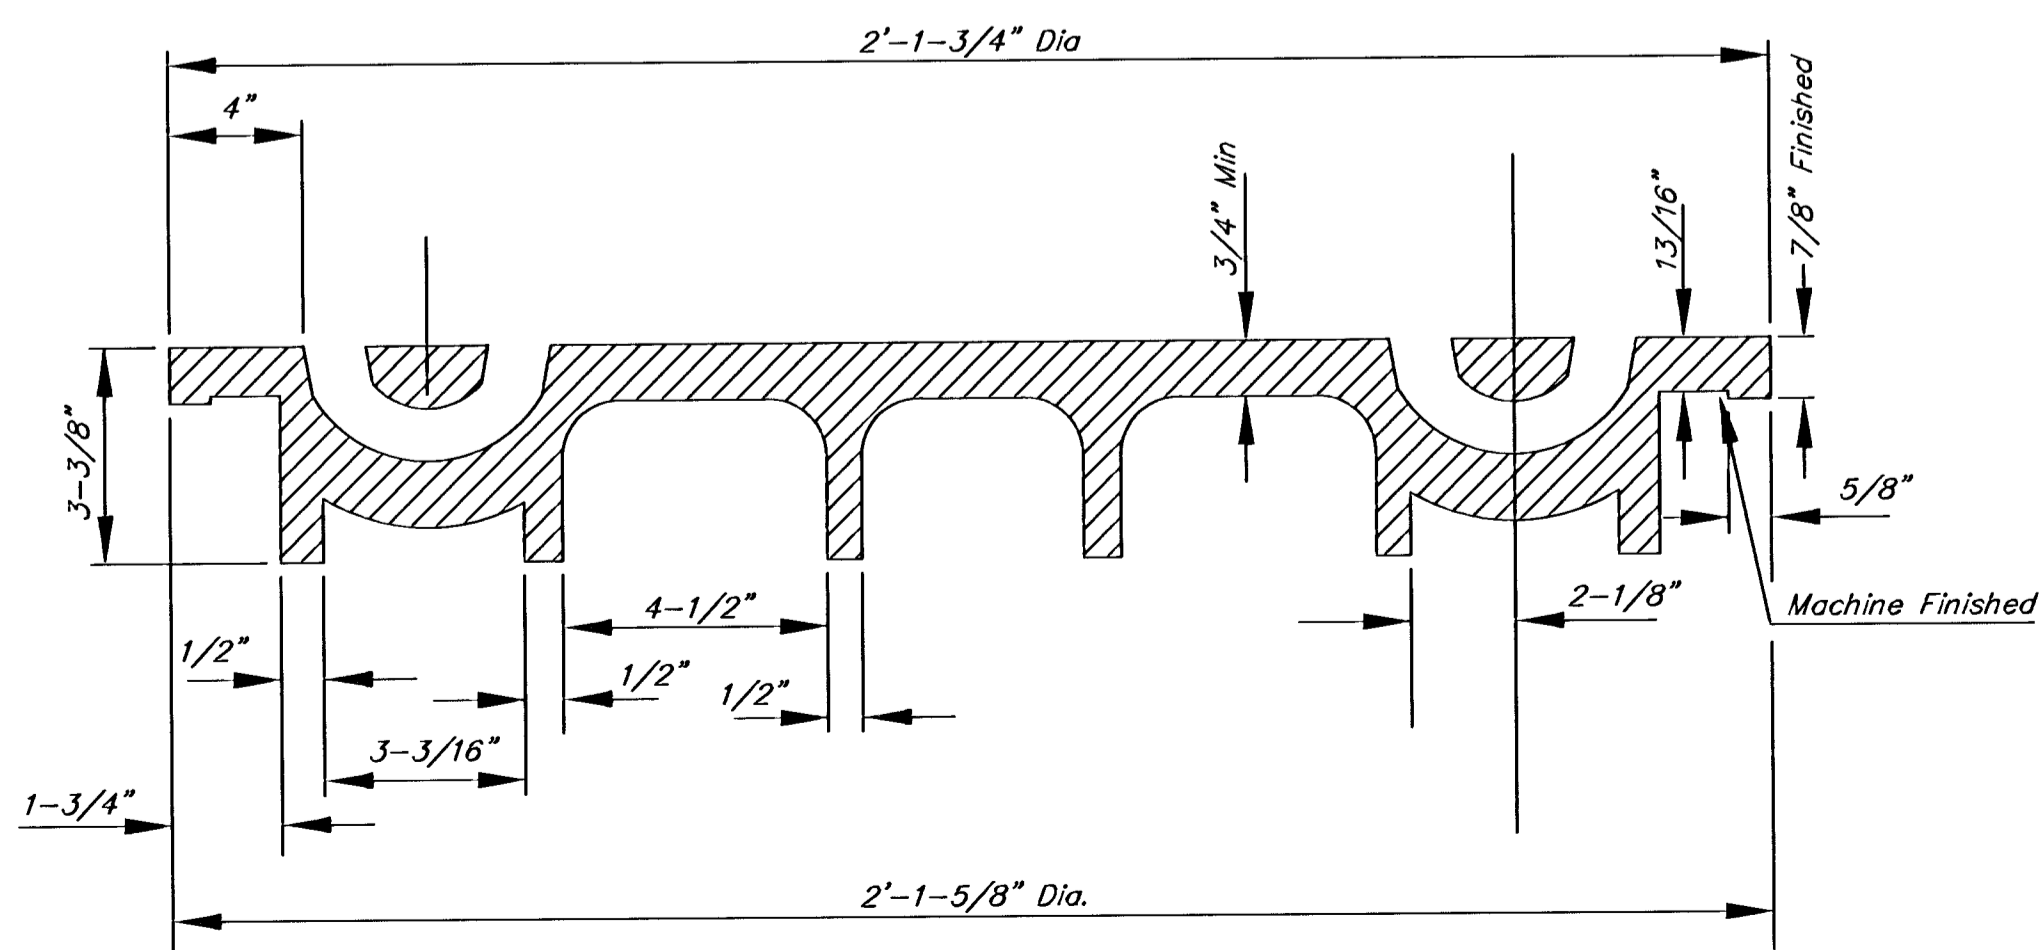 2'-1-3/4" Dia
4"
3/4" Min
13/16"
7/8" Finished
3-3/8"
5/8"
4-1/2"
2-1/8"
Machine Finished
1/2"
1/2"
1/2"
3-3/16"
1-3/4"
2'-1-5/8" Dia.